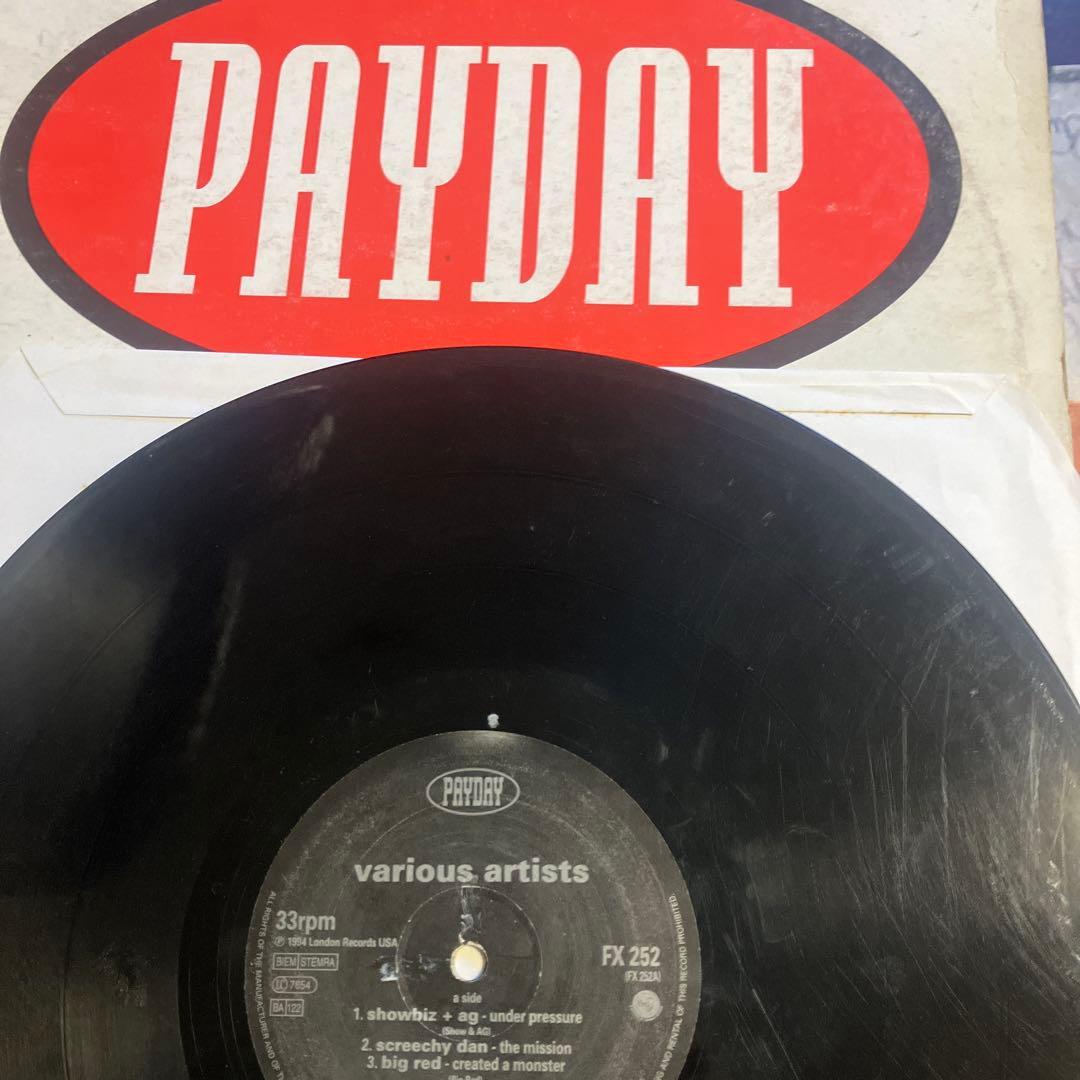 PAYDAY
PAYDAY
various artists
33rpm
℗ 1994 London Records USA
BIEM STEMRA
LC 7654
BA 122
FX 252
(FX 252A)
a side
1. showbiz + ag - under pressure
(Show & AG)
2. screechy dan - the mission
3. big red - created a monster
(Big Red)
ALL RIGHTS OF THE MANUFACTURER AND OF
AND RENTAL OF THIS RECORD PROHIBITED.